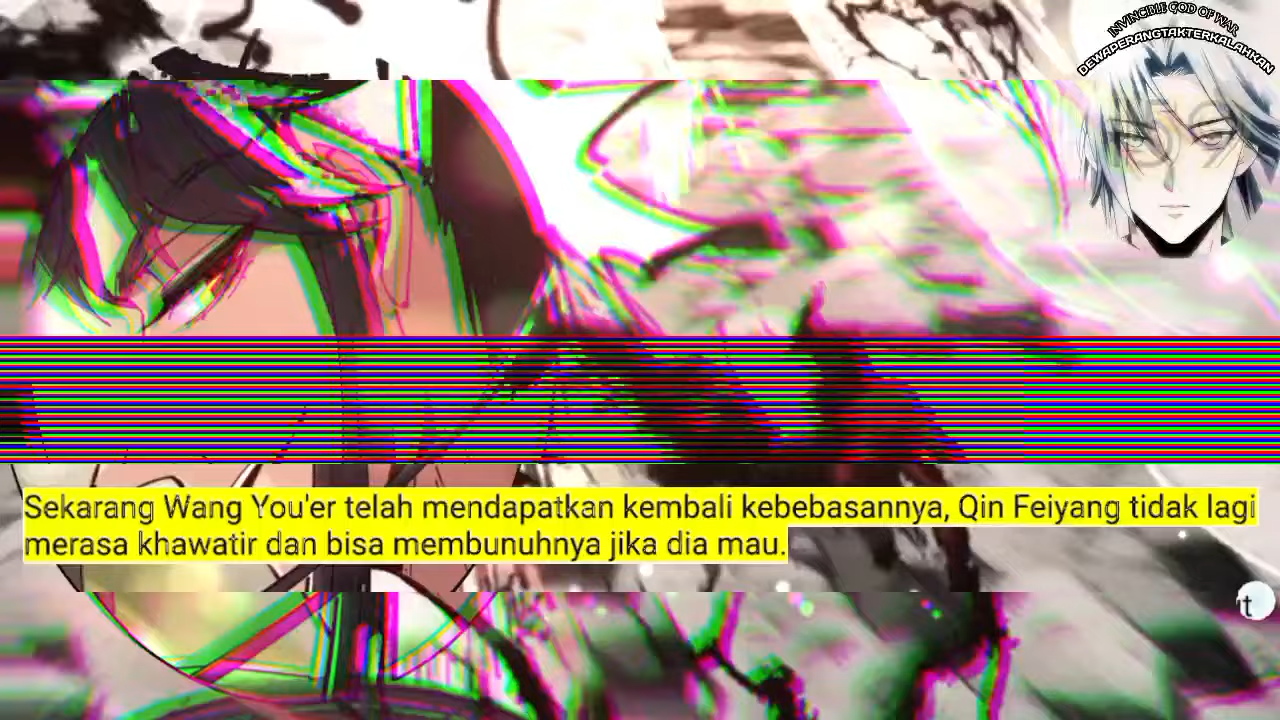 INVINCIBLE GOD OF WAR
DEWAPERANGTAKTERKALAHKAN
Sekarang Wang You'er telah mendapatkan kembali kebebasannya, Qin Feiyang tidak lagi
merasa khawatir dan bisa membunuhnya jika dia mau.
t